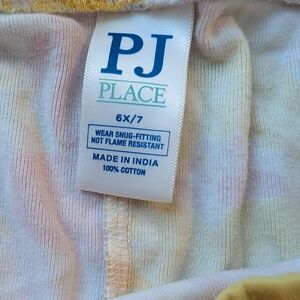 PJ
PLACE
6X/7
WEAR SNUG-FITTING
NOT FLAME RESISTANT
MADE IN INDIA
100% COTTON